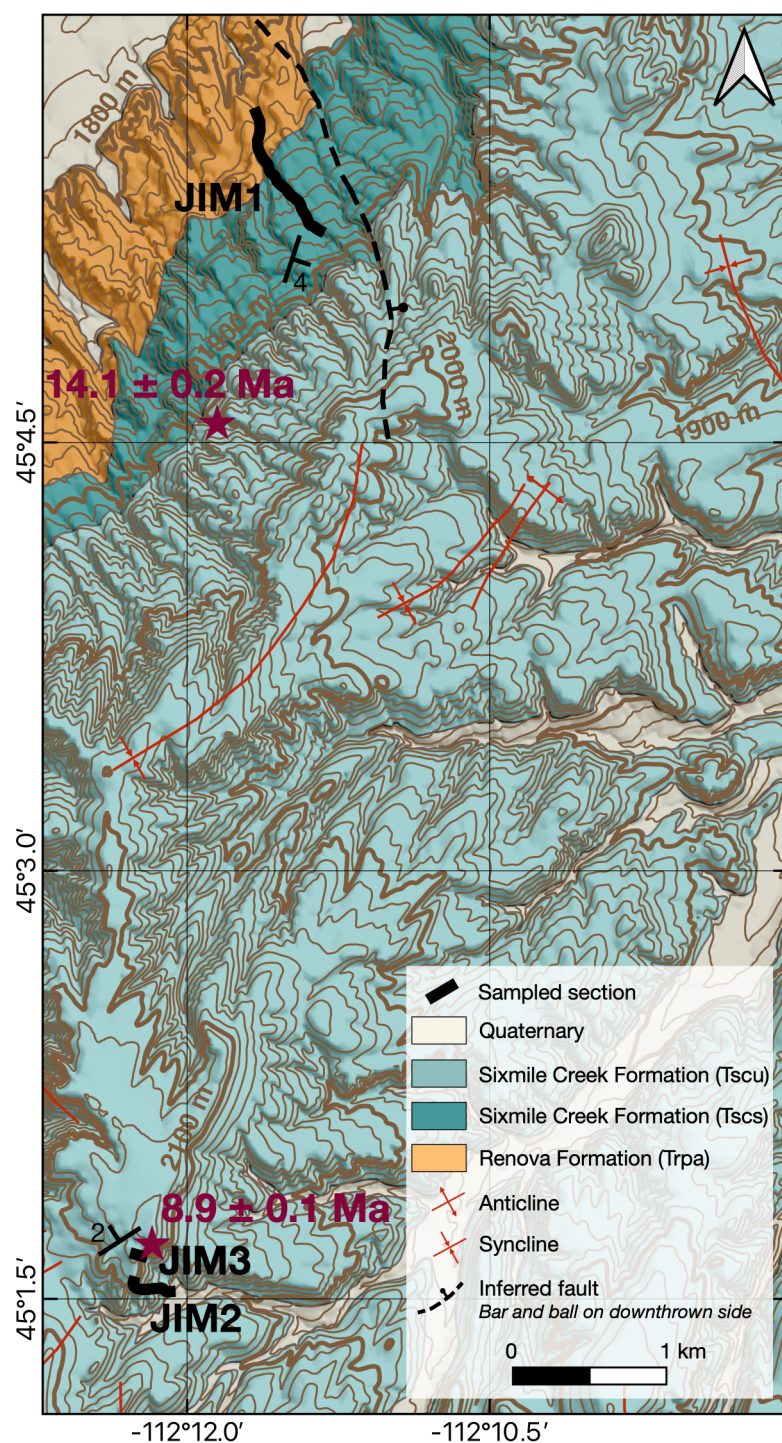 1800 m
JIM1
4
1900 m
14.1 ± 0.2 Ma
2000 m
1900 m
45°4.5′
45°3.0′
2100 m
2
8.9 ± 0.1 Ma
JIM3
JIM2
45°1.5′
Sampled section
Quaternary
Sixmile Creek Formation (Tscu)
Sixmile Creek Formation (Tscs)
Renova Formation (Trpa)
Anticline
Syncline
Inferred fault
Bar and ball on downthrown side
0 1 km
-112°12.0′ -112°10.5′